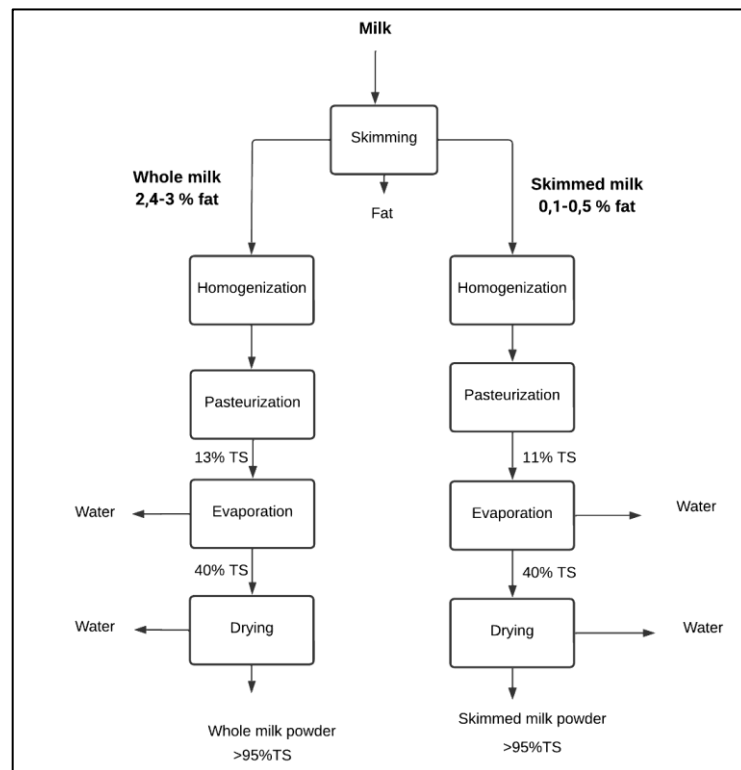 Milk
Skimming
Whole milk
2,4-3 % fat
Fat
Skimmed milk
0,1-0,5 % fat
Homogenization
Homogenization
Pasteurization
Pasteurization
13% TS
11% TS
Water
Evaporation
Evaporation
Water
40% TS
40% TS
Water
Drying
Drying
Water
Whole milk powder
>95%TS
Skimmed milk powder
>95%TS